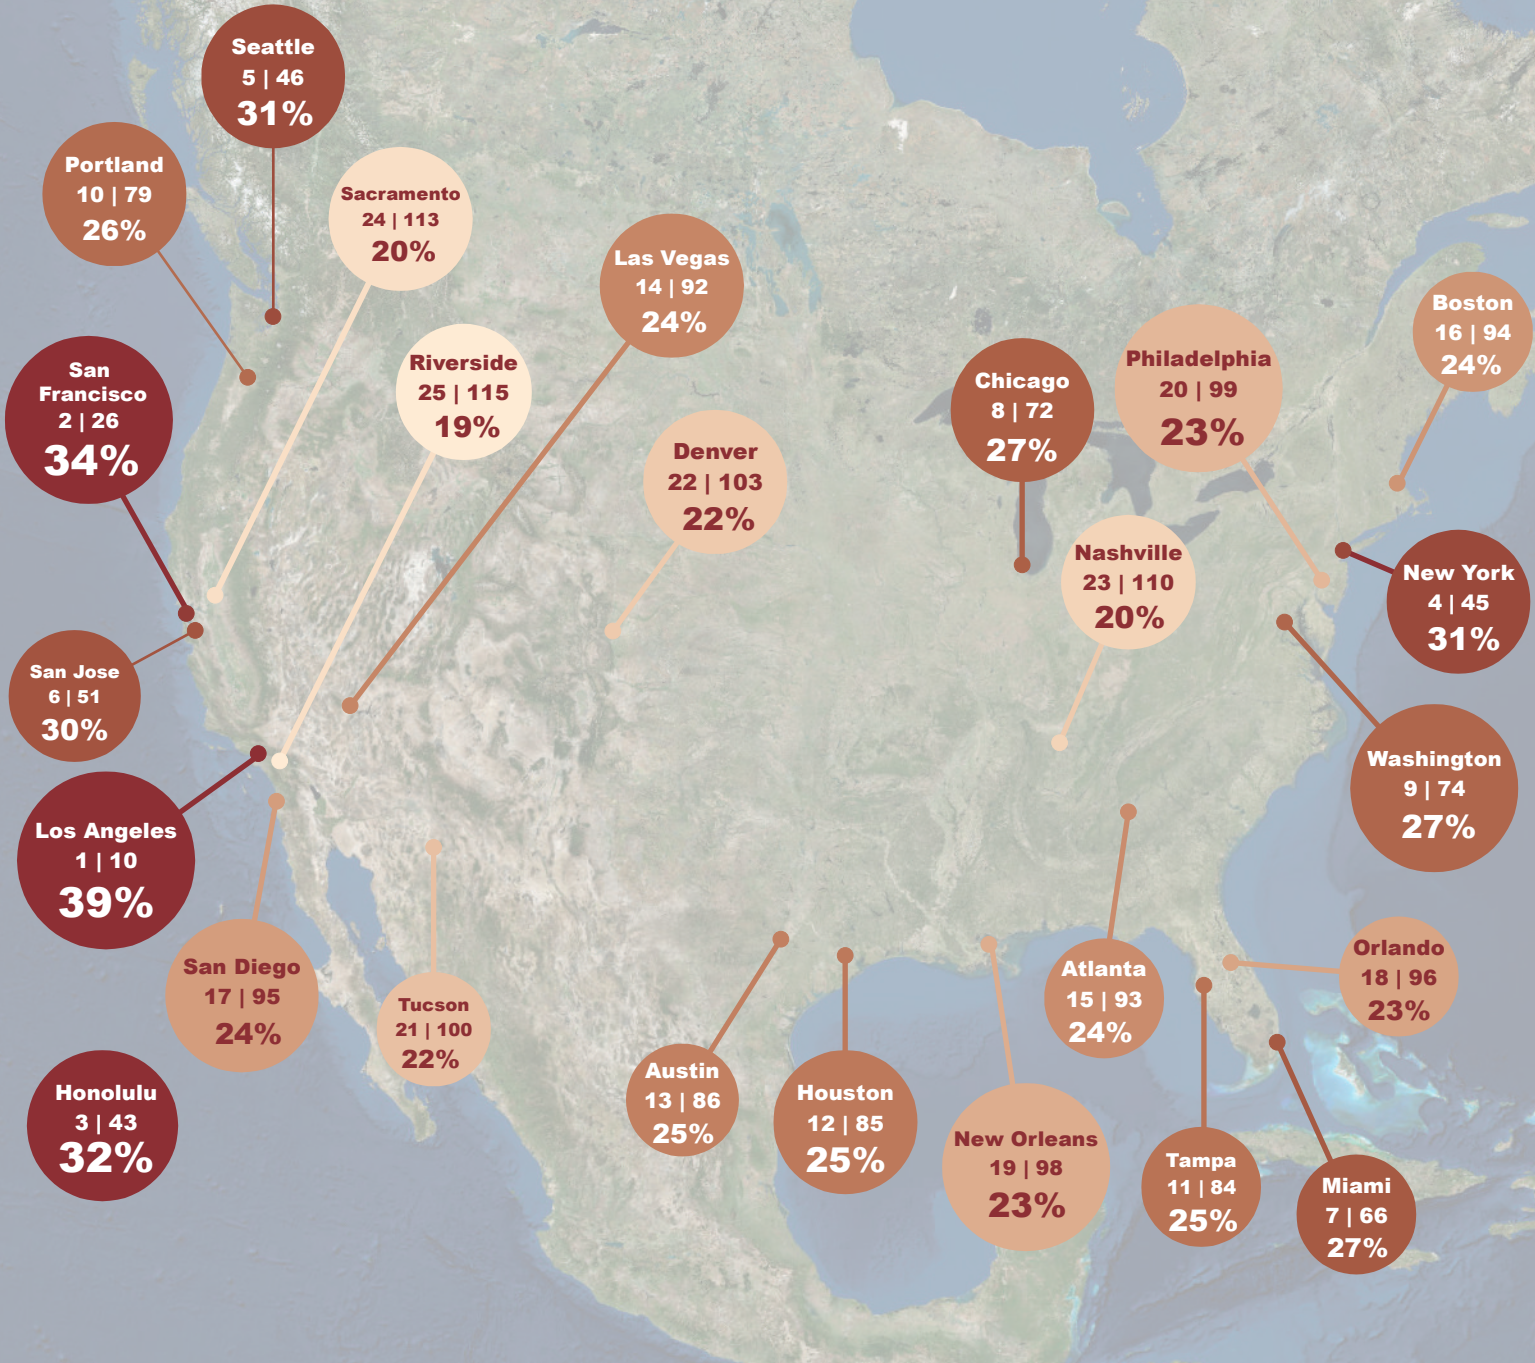 Seattle
5 | 46
31%
Portland
10 | 79
26%
Sacramento
24 | 113
20%
Las Vegas
14 | 92
24%
Boston
16 | 94
24%
San
Francisco
2 | 26
34%
Riverside
25 | 115
19%
Chicago
8 | 72
27%
Philadelphia
20 | 99
23%
Denver
22 | 103
22%
Nashville
23 | 110
20%
New York
4 | 45
31%
San Jose
6 | 51
30%
Washington
9 | 74
27%
Los Angeles
1 | 10
39%
San Diego
17 | 95
24%
Tucson
21 | 100
22%
Atlanta
15 | 93
24%
Orlando
18 | 96
23%
Honolulu
3 | 43
32%
Austin
13 | 86
25%
Houston
12 | 85
25%
New Orleans
19 | 98
23%
Tampa
11 | 84
25%
Miami
7 | 66
27%